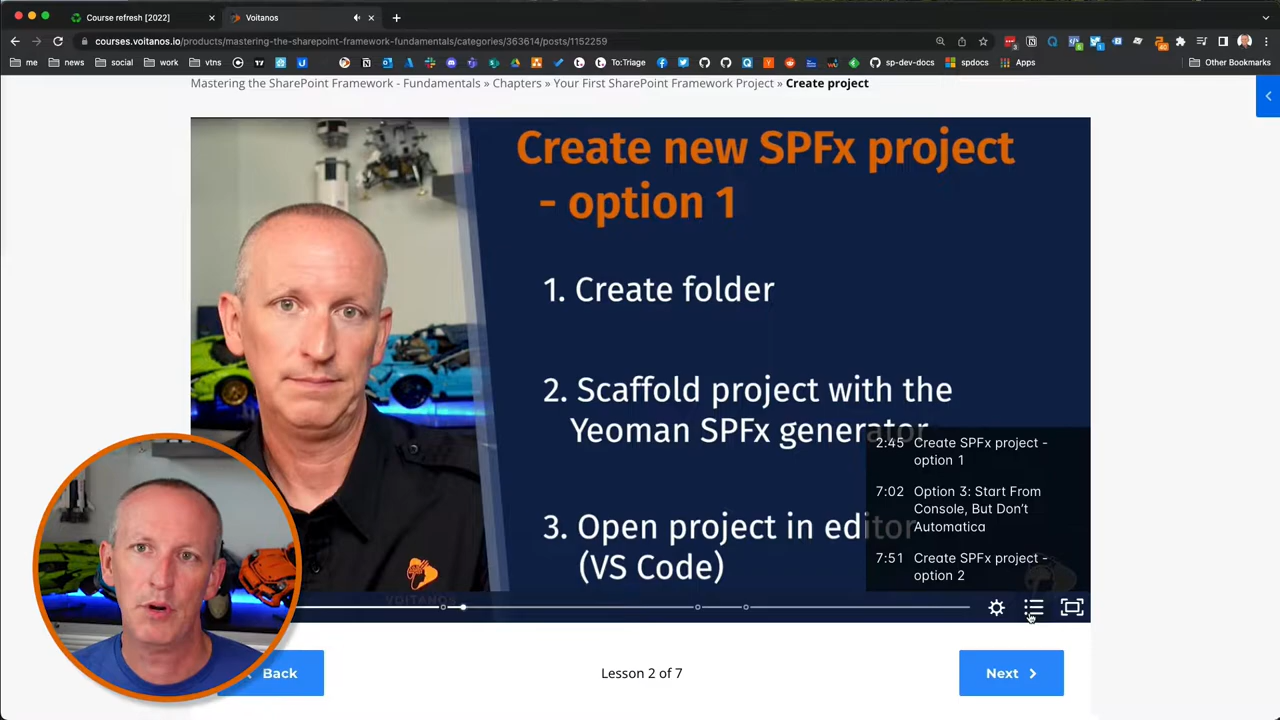 Course refresh [2022]
Voitanos
courses.voitanos.io/products/mastering-the-sharepoint-framework-fundamentals/categories/363614/posts/1152259
me
news
social
work
vtns
To:Triage
sp-dev-docs
spdocs
Apps
Other Bookmarks
Mastering the SharePoint Framework - Fundamentals » Chapters » Your First SharePoint Framework Project » Create project
Create new SPFx project
- option 1
1. Create folder
2. Scaffold project with the
Yeoman SPFx generator
3. Open project in editor
(VS Code)
2:45 Create SPFx project -
option 1
7:02 Option 3: Start From
Console, But Don't
Automatica
7:51 Create SPFx project -
option 2
VOITANOS
Back
Lesson 2 of 7
Next